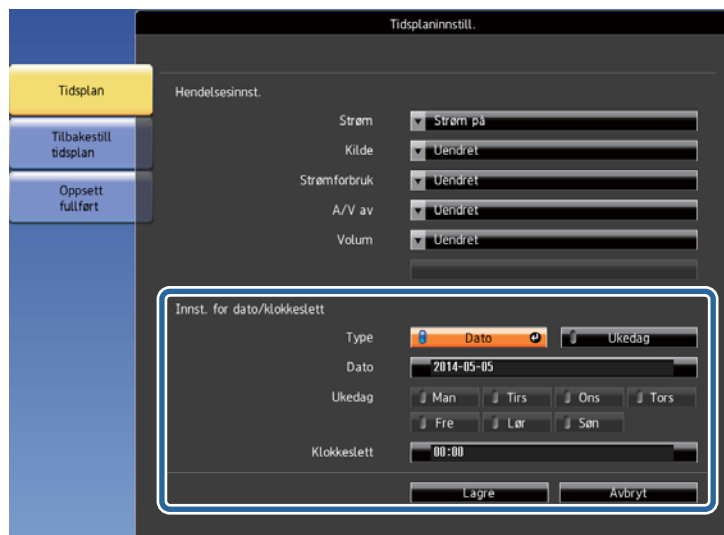 Tidsplaninnstill.
Tidsplan
Tilbakestill
tidsplan
Oppsett
fullført
Hendelsesinnst.
Strøm Strøm på
Kilde Uendret
Strømforbruk Uendret
A/V av Uendret
Volum Uendret
Innst. for dato/klokkeslett
Type Dato Ukedag
Dato 2014-05-05
Ukedag Man Tirs Ons Tors
Fre Lør Søn
Klokkeslett 00:00
Lagre Avbryt